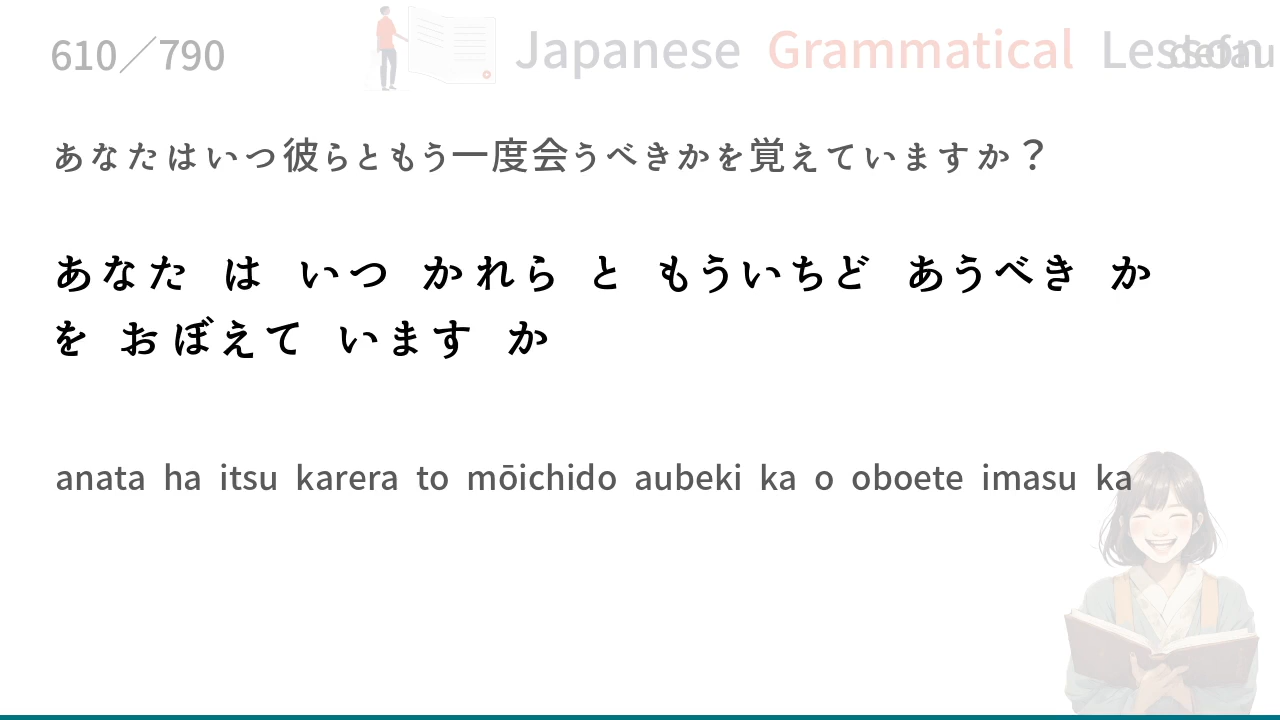 610／790
Japanese Grammatical Lesson
defau
あなたはいつ彼らともう一度会うべきかを覚えていますか？
あなた は いつ かれら と もういちど あうべき か
を おぼえて います か
anata ha itsu karera to mōichido aubeki ka o oboete imasu ka